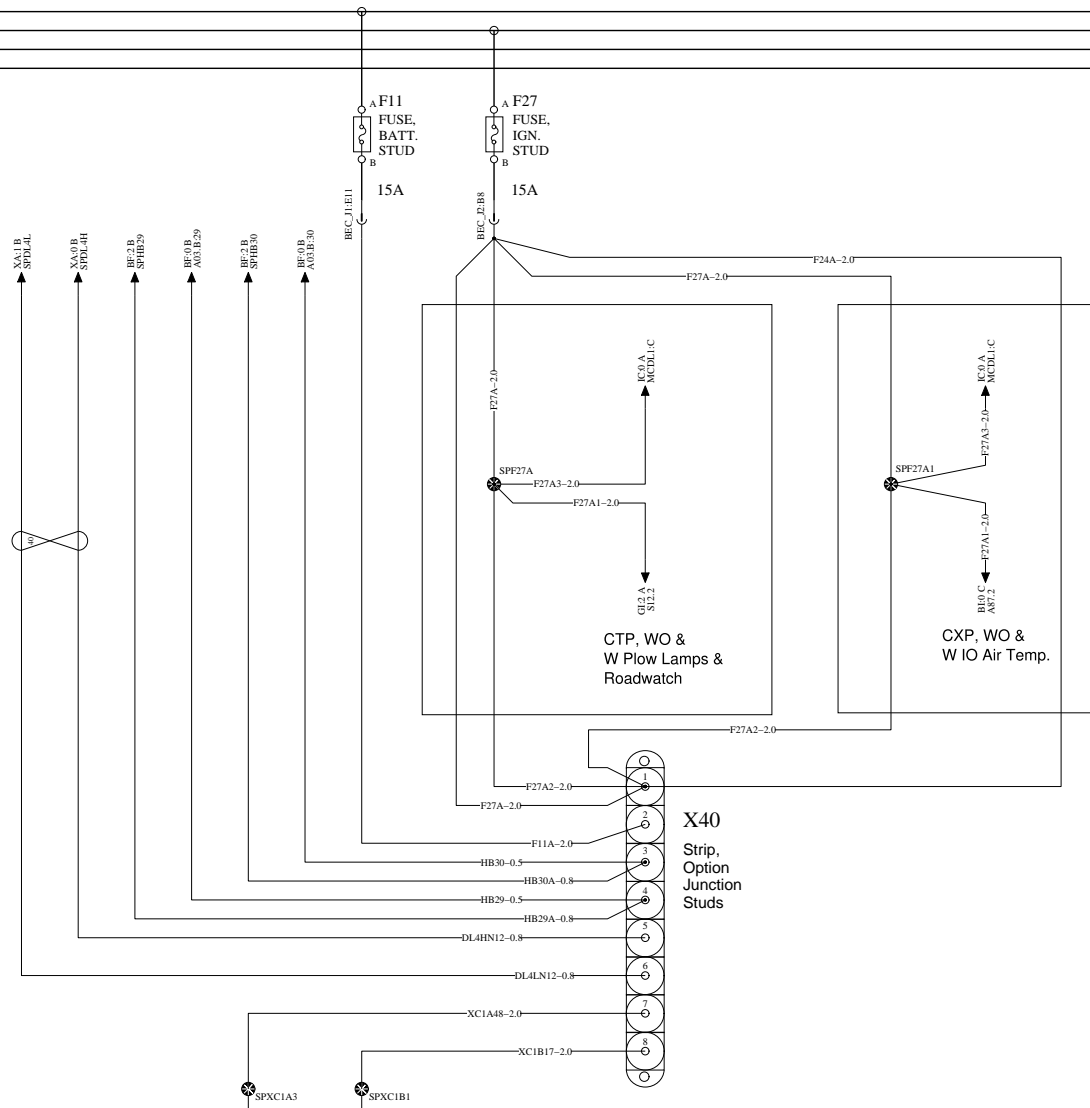 A F11
FUSE,
BATT.
STUD
B
15A
BEC_J1:E11
A F27
FUSE,
IGN.
STUD
B
15A
BEC_J2:B8
XA:1 B
SPDL4L
XA:0 B
SPDL4H
BF:2 B
SPHB29
BF:0 B
A03.B:29
BF:2 B
SPHB30
BF:0 B
A03.B:30
F24A-2.0
F27A-2.0
F27A-2.0
IC:0 A
MCDL1:C
SPF27A
F27A3-2.0
F27A1-2.0
GI:2 A
S12.2
CTP, WO &
W Plow Lamps &
Roadwatch
IC:0 A
MCDL1:C
F27A3-2.0
SPF27A1
F27A1-2.0
BI:0 C
A87.2
CXP, WO &
W IO Air Temp.
40
F27A2-2.0
F27A2-2.0
1
F27A-2.0
2
F11A-2.0
X40
Strip,
Option
Junction
Studs
HB30-0.5
3
HB30A-0.8
HB29-0.5
4
HB29A-0.8
DL4HN12-0.8
5
DL4LN12-0.8
6
XC1A48-2.0
7
XC1B17-2.0
8
SPXC1A3
SPXC1B1